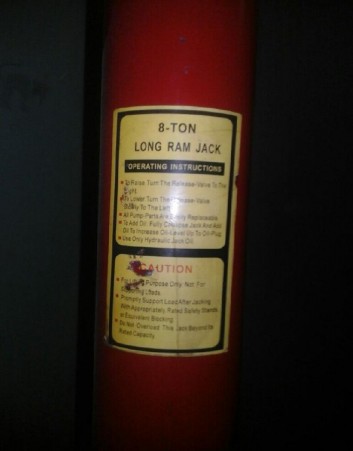 8-TON
LONG RAM JACK
OPERATING INSTRUCTIONS
To Raise Turn The Release Valve To The
Right
To Lower Turn The Release Valve
Slowly To The Left
All Pump Parts Are Easily Replaceable
To Add Oil Fully Collapse Jack And Add
Oil To Increase Oil Level Up To Oil Plug
Use Only Hydraulic Jack Oil.
CAUTION
Purpose Only. Not For
Loads.
Promptly Support Load After Jacking
With Appropriately Rated Safety Stands
or Equivalent Blocking.
Do Not Overload This Jack Beyond Its
Rated Capacity.